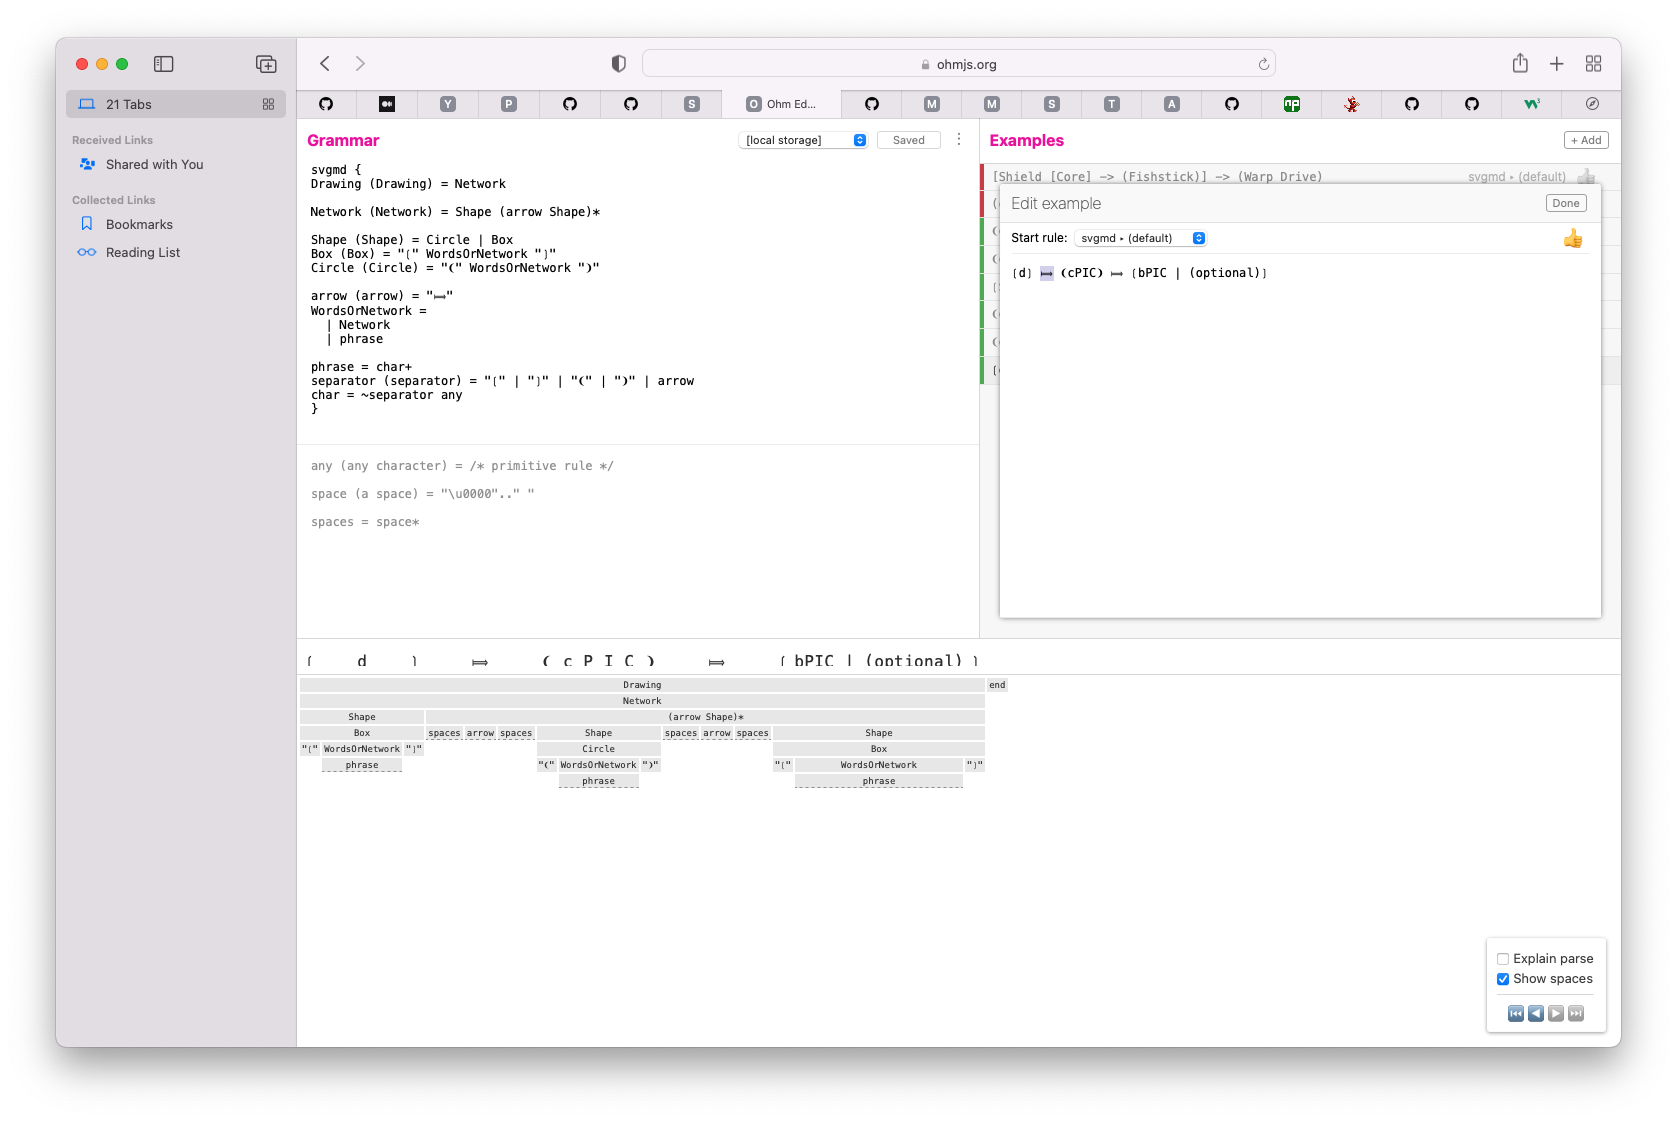 ohmjs.org
21 Tabs
Y
P
S
O Ohm Ed...
M
M
S
T
A
np
Received Links
Shared with You
Collected Links
Bookmarks
Reading List
Grammar
[local storage]
Saved
svgmd {
Drawing (Drawing) = Network
Network (Network) = Shape (arrow Shape)*
Shape (Shape) = Circle | Box
Box (Box) = "❲" WordsOrNetwork "❳"
Circle (Circle) = "❨" WordsOrNetwork "❩"
arrow (arrow) = "⟾"
WordsOrNetwork =
| Network
| phrase
phrase = char+
separator (separator) = "❲" | "❳" | "❨" | "❩" | arrow
char = ~separator any
}
any (any character) = /* primitive rule */
space (a space) = "\u0000".." "
spaces = space*
Examples
+ Add
[Shield [Core] -> (Fishstick)] -> (Warp Drive)
svgmd ▸ (default)
Edit example
Done
Start rule: svgmd ▸ (default)
❲d❳ ⟾ ❨cPIC❩ ⟾ ❲bPIC | (optional)❳
❲ d ❳ ⟾ ❨ c P I C ❩ ⟾ ❲ bPIC | (optional) ❳
Drawing end
Network
Shape (arrow Shape)*
Box spaces arrow spaces Shape spaces arrow spaces Shape
"❲" WordsOrNetwork "❳" Circle Box
phrase "❨" WordsOrNetwork "❩" "❲" WordsOrNetwork "❳"
phrase phrase
Explain parse
Show spaces